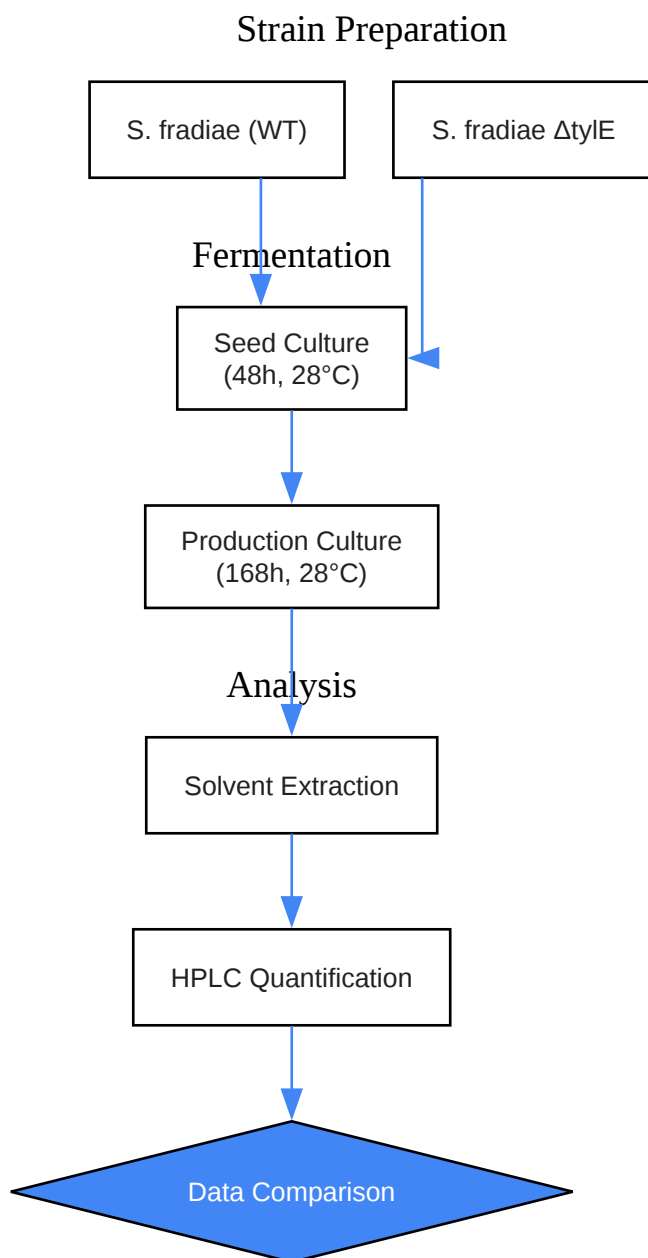 Strain Preparation
S. fradiae (WT)
S. fradiae ΔtylE
Fermentation
Seed Culture
(48h, 28°C)
Production Culture
(168h, 28°C)
Analysis
Solvent Extraction
HPLC Quantification
Data Comparison